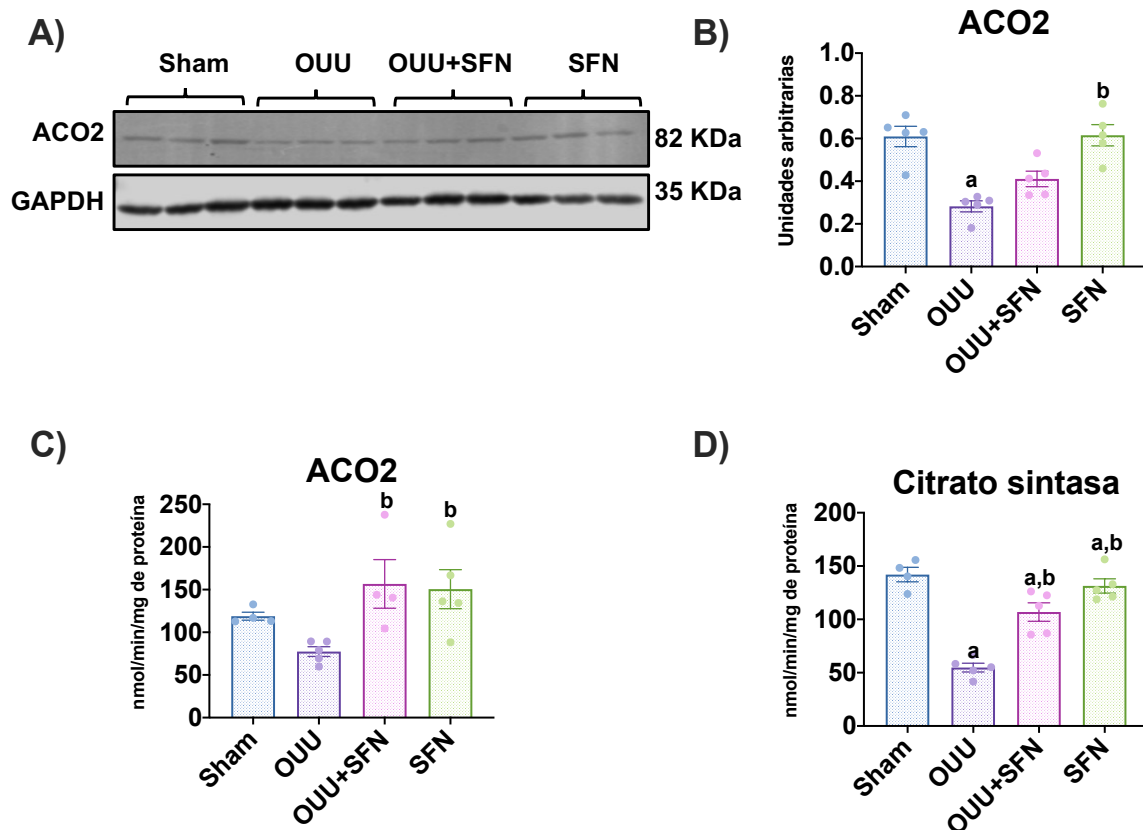 A)
Sham OUU OUU+SFN SFN
ACO2 82 KDa
GAPDH 35 KDa
B)
ACO2
Unidades arbitrarias
1.0
0.8
0.6
0.4
0.2
0.0
a
b
Sham OUU OUU+SFN SFN
C)
ACO2
nmol/min/mg de proteína
250
200
150
100
50
0
b b
Sham OUU OUU+SFN SFN
D)
Citrato sintasa
nmol/min/mg de proteína
200
150
100
50
0
a
a,b
a,b
Sham OUU OUU+SFN SFN